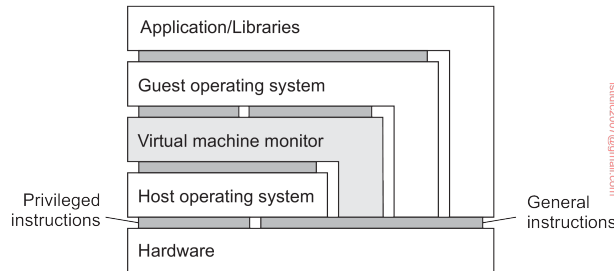 Application/Libraries
Guest operating system
Virtual machine monitor
Host operating system
Privileged
instructions
General
instructions
Hardware